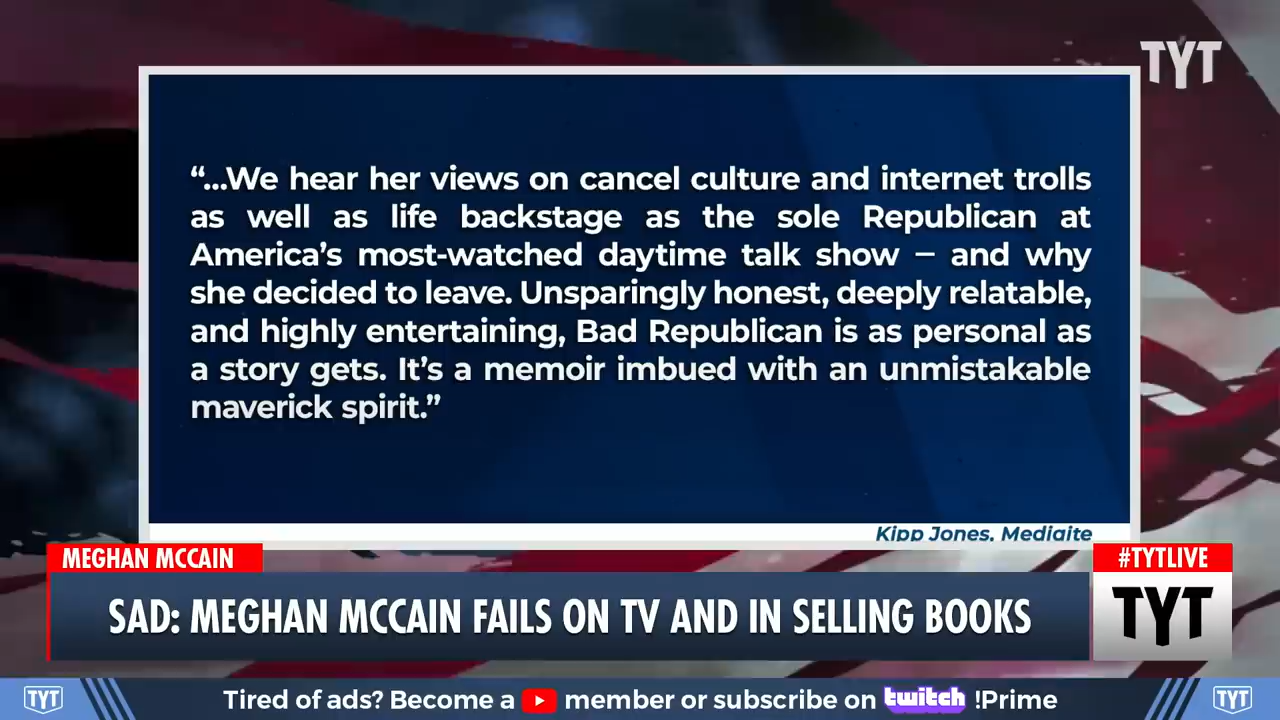 TYT
“...We hear her views on cancel culture and internet trolls
as well as life backstage as the sole Republican at
America’s most-watched daytime talk show – and why
she decided to leave. Unsparingly honest, deeply relatable,
and highly entertaining, Bad Republican is as personal as
a story gets. It’s a memoir imbued with an unmistakable
maverick spirit.”
Kipp Jones, Mediaite
MEGHAN MCCAIN
#TYTLIVE
SAD: MEGHAN MCCAIN FAILS ON TV AND IN SELLING BOOKS
TYT
TYT
Tired of ads? Become a member or subscribe on twitch !Prime
TYT